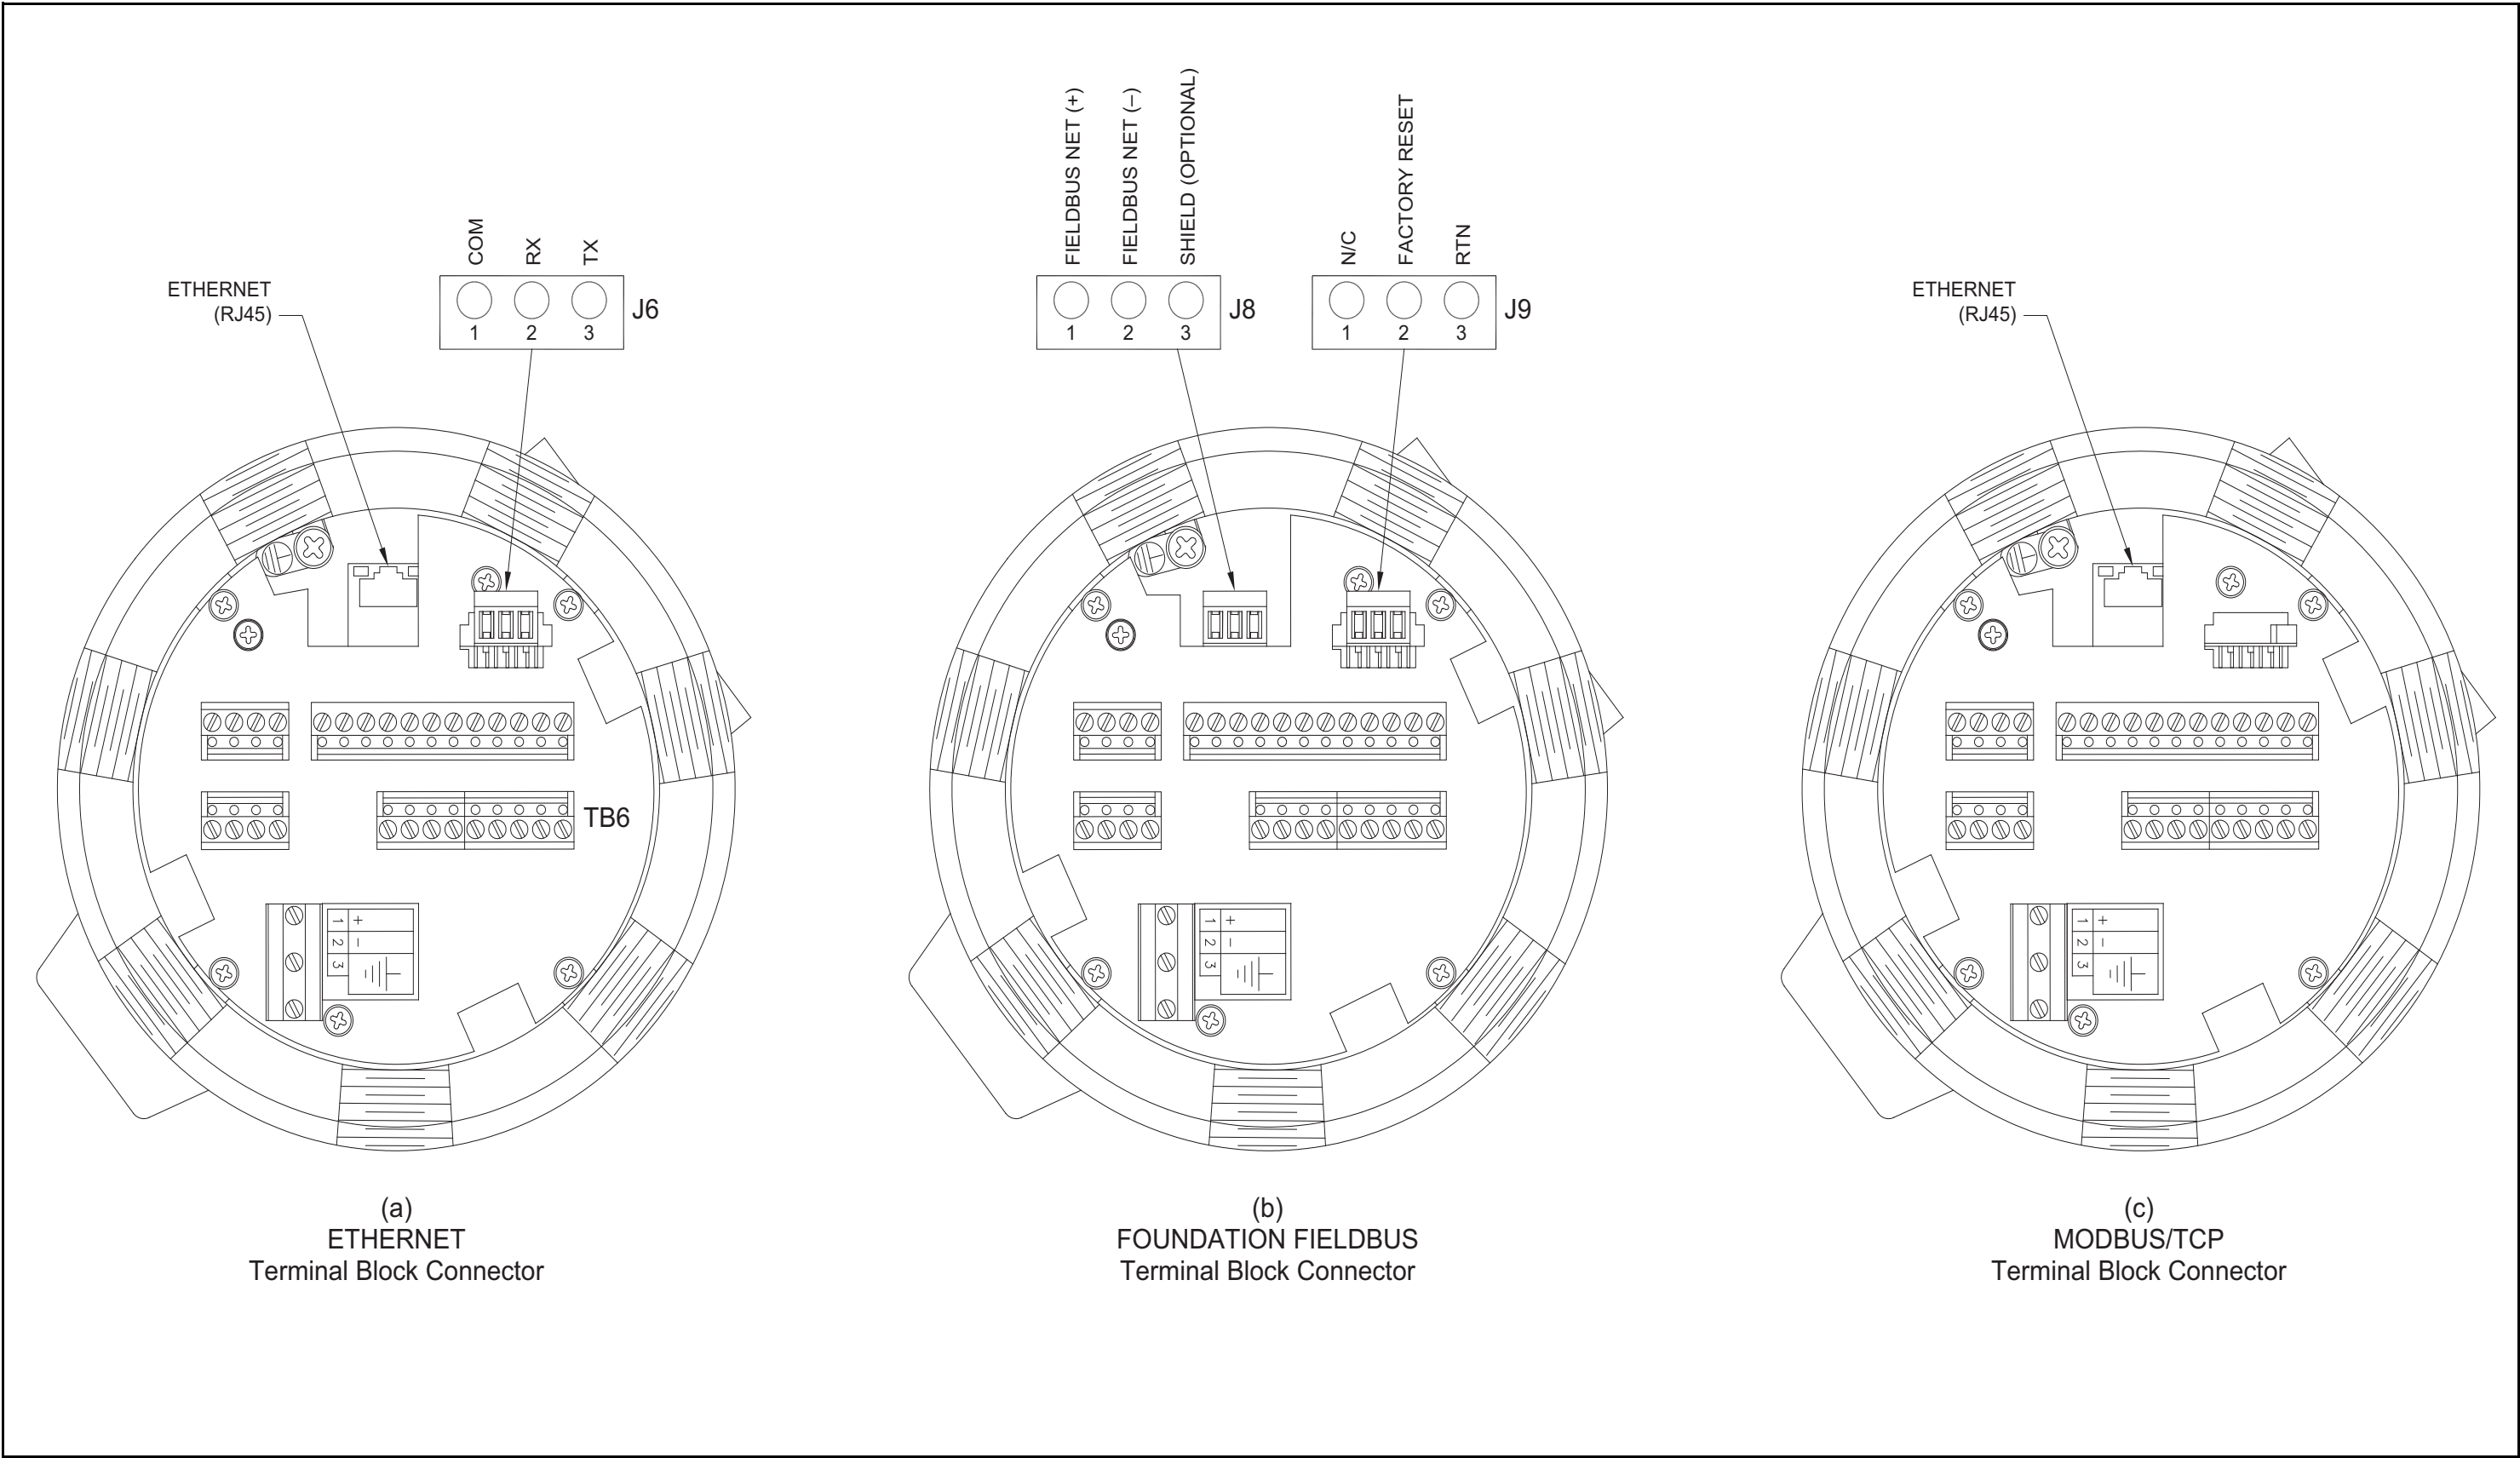 COM
RX
TX
ETHERNET
(RJ45)
1 2 3
J6
TB6
1 +
2 -
3
(a)
ETHERNET
Terminal Block Connector
FIELDBUS NET (+)
FIELDBUS NET (–)
SHIELD (OPTIONAL)
1 2 3
J8
N/C
FACTORY RESET
RTN
1 2 3
J9
1 +
2 -
3
(b)
FOUNDATION FIELDBUS
Terminal Block Connector
ETHERNET
(RJ45)
1 +
2 -
3
(c)
MODBUS/TCP
Terminal Block Connector